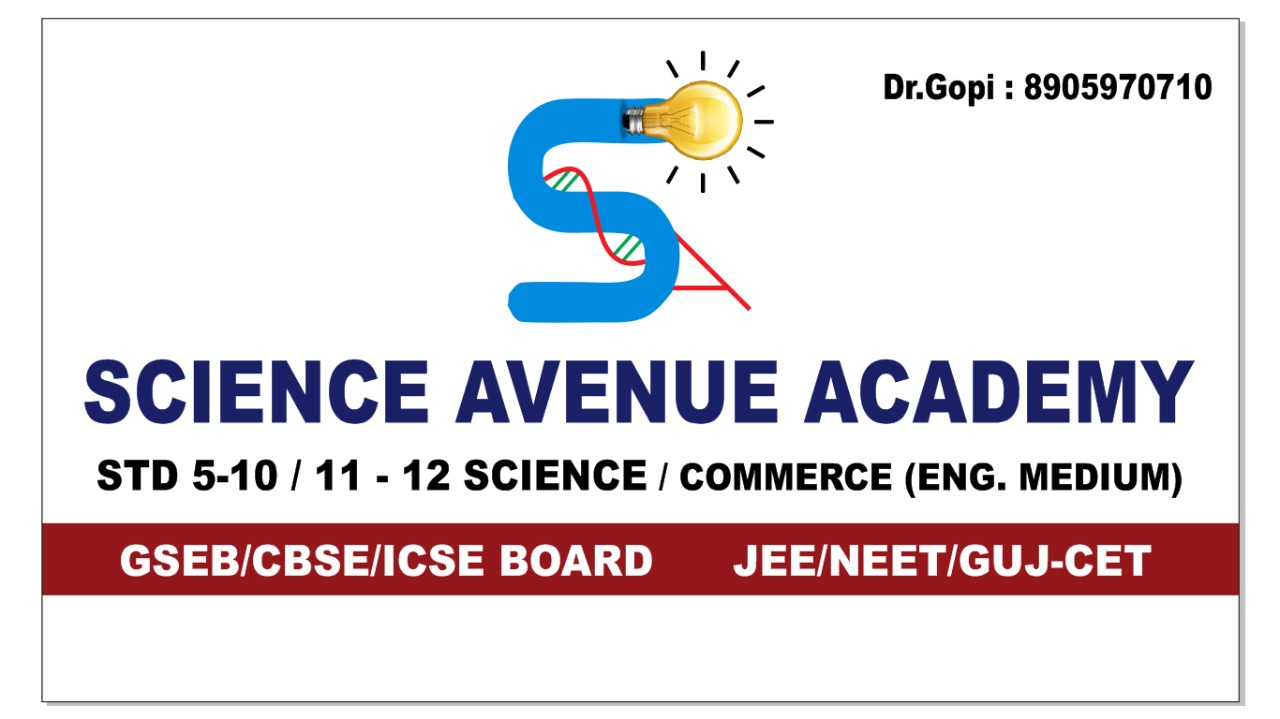 Dr.Gopi : 8905970710
SCIENCE AVENUE ACADEMY
STD 5-10 / 11 - 12 SCIENCE / COMMERCE (ENG. MEDIUM)
GSEB/CBSE/ICSE BOARD JEE/NEET/GUJ-CET